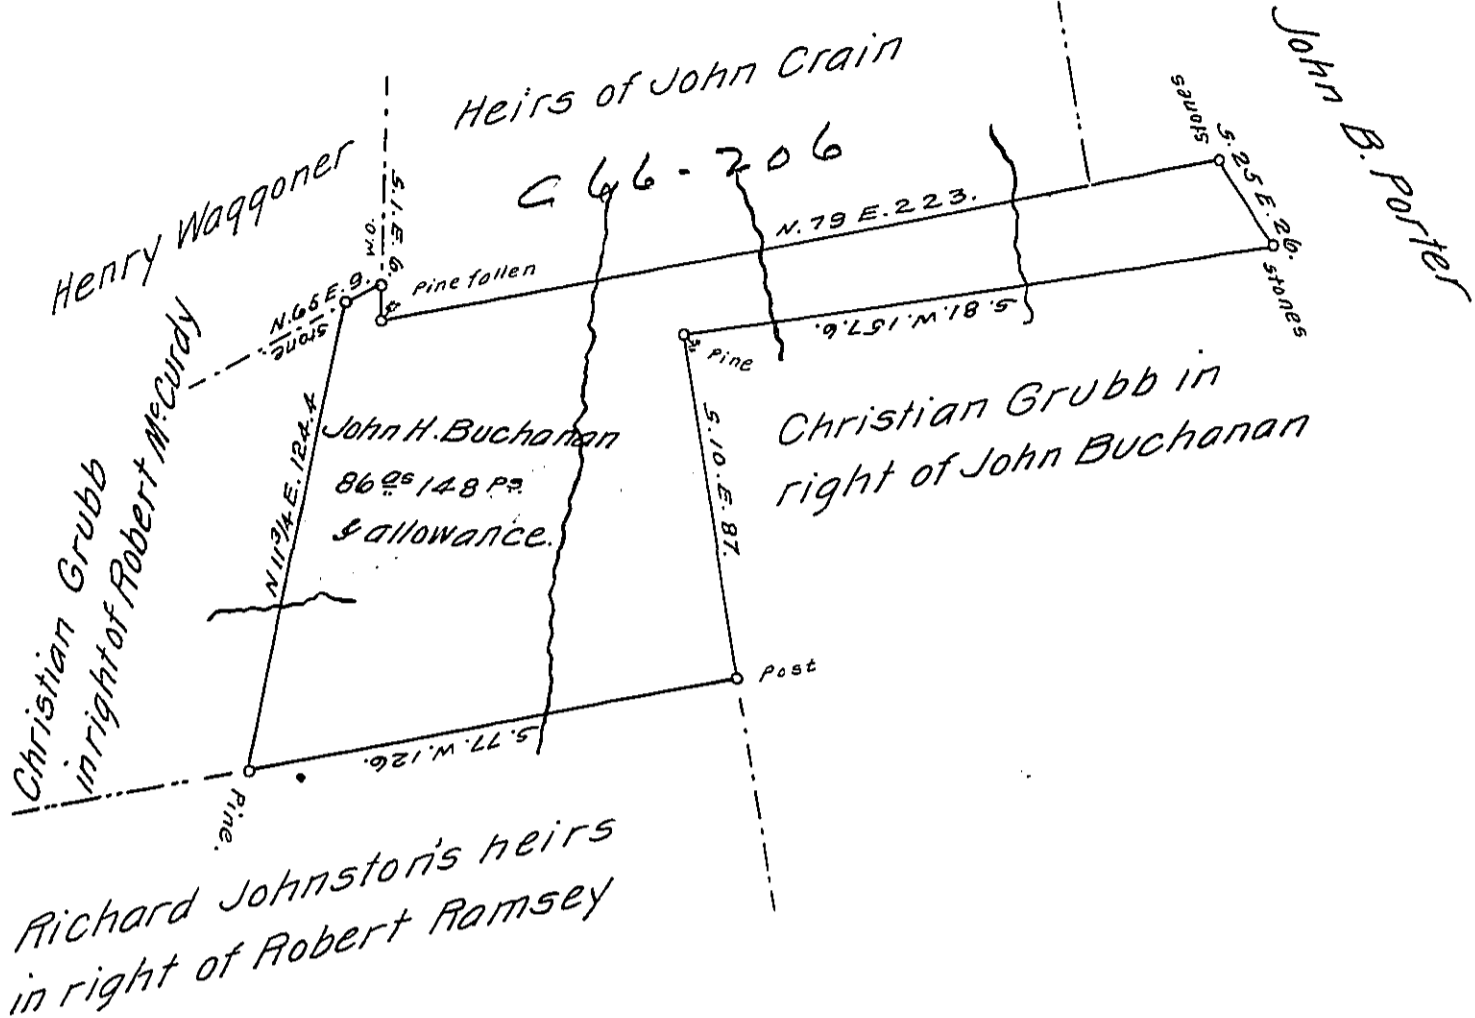 Heirs of John Crain
John B. Porter
Henry Waggoner
C 66-206
Stones
S. 25 E. 26.
stones
S. 1. E. 6.
O.M.
N. 65 E. 9.
stone.
Pine fallen
N. 79 E. 223.
S. 81. W. 157.6.
Pine
Christian Grubb in
right of John Buchanan
Christian Grubb
in right of Robert McCurdy
N 11 3/4 E. 124.4
John H. Buchanan
86 as 148 Ps.
& allowance.
S. 10. E. 87.
Post
S. 77. W. 126.
Pine.
Richard Johnston's heirs
in right of Robert Ramsey